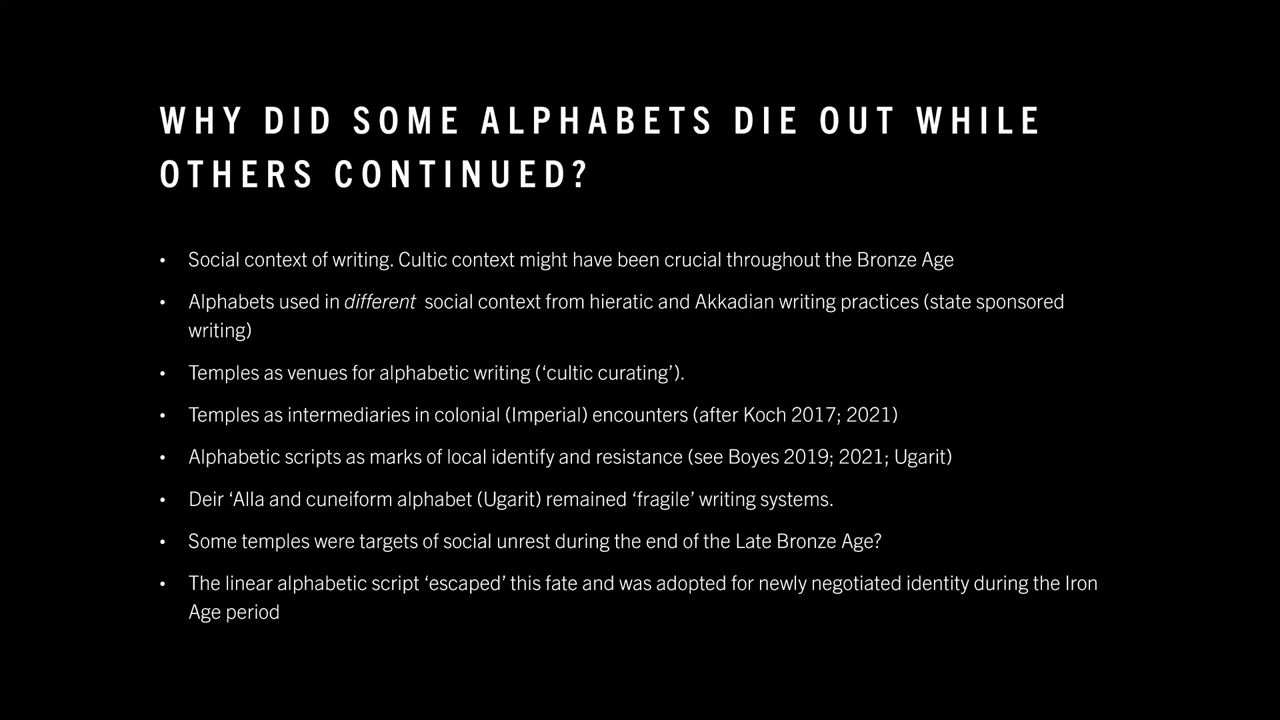 WHY DID SOME ALPHABETS DIE OUT WHILE
OTHERS CONTINUED?
• Social context of writing. Cultic context might have been crucial throughout the Bronze Age
• Alphabets used in different social context from hieratic and Akkadian writing practices (state sponsored
writing)
• Temples as venues for alphabetic writing (‘cultic curating’).
• Temples as intermediaries in colonial (Imperial) encounters (after Koch 2017; 2021)
• Alphabetic scripts as marks of local identify and resistance (see Boyes 2019; 2021; Ugarit)
• Deir ‘Alla and cuneiform alphabet (Ugarit) remained ‘fragile’ writing systems.
• Some temples were targets of social unrest during the end of the Late Bronze Age?
• The linear alphabetic script ‘escaped’ this fate and was adopted for newly negotiated identity during the Iron
Age period